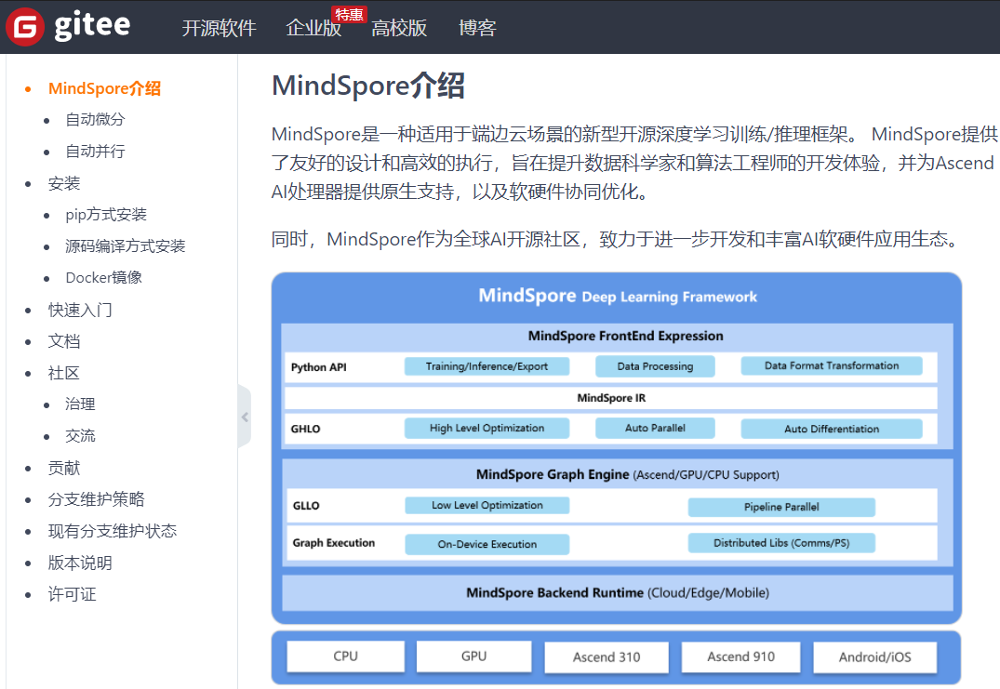 gitee
开源软件 企业版 特惠 高校版 博客
MindSpore介绍
自动微分
自动并行
安装
pip方式安装
源码编译方式安装
Docker镜像
快速入门
文档
社区
治理
交流
贡献
分支维护策略
现有分支维护状态
版本说明
许可证
MindSpore介绍
MindSpore是一种适用于端边云场景的新型开源深度学习训练/推理框架。 MindSpore提供
了友好的设计和高效的执行，旨在提升数据科学家和算法工程师的开发体验，并为Ascend
AI处理器提供原生支持，以及软硬件协同优化。
同时，MindSpore作为全球AI开源社区，致力于进一步开发和丰富AI软硬件应用生态。
MindSpore Deep Learning Framework
MindSpore FrontEnd Expression
Python API Training/Inference/Export Data Processing Data Format Transformation
MindSpore IR
GHLO High Level Optimization Auto Parallel Auto Differentiation
MindSpore Graph Engine (Ascend/GPU/CPU Support)
GLLO Low Level Optimization Pipeline Parallel
Graph Execution On-Device Execution Distributed Libs (Comms/PS)
MindSpore Backend Runtime (Cloud/Edge/Mobile)
CPU GPU Ascend 310 Ascend 910 Android/iOS